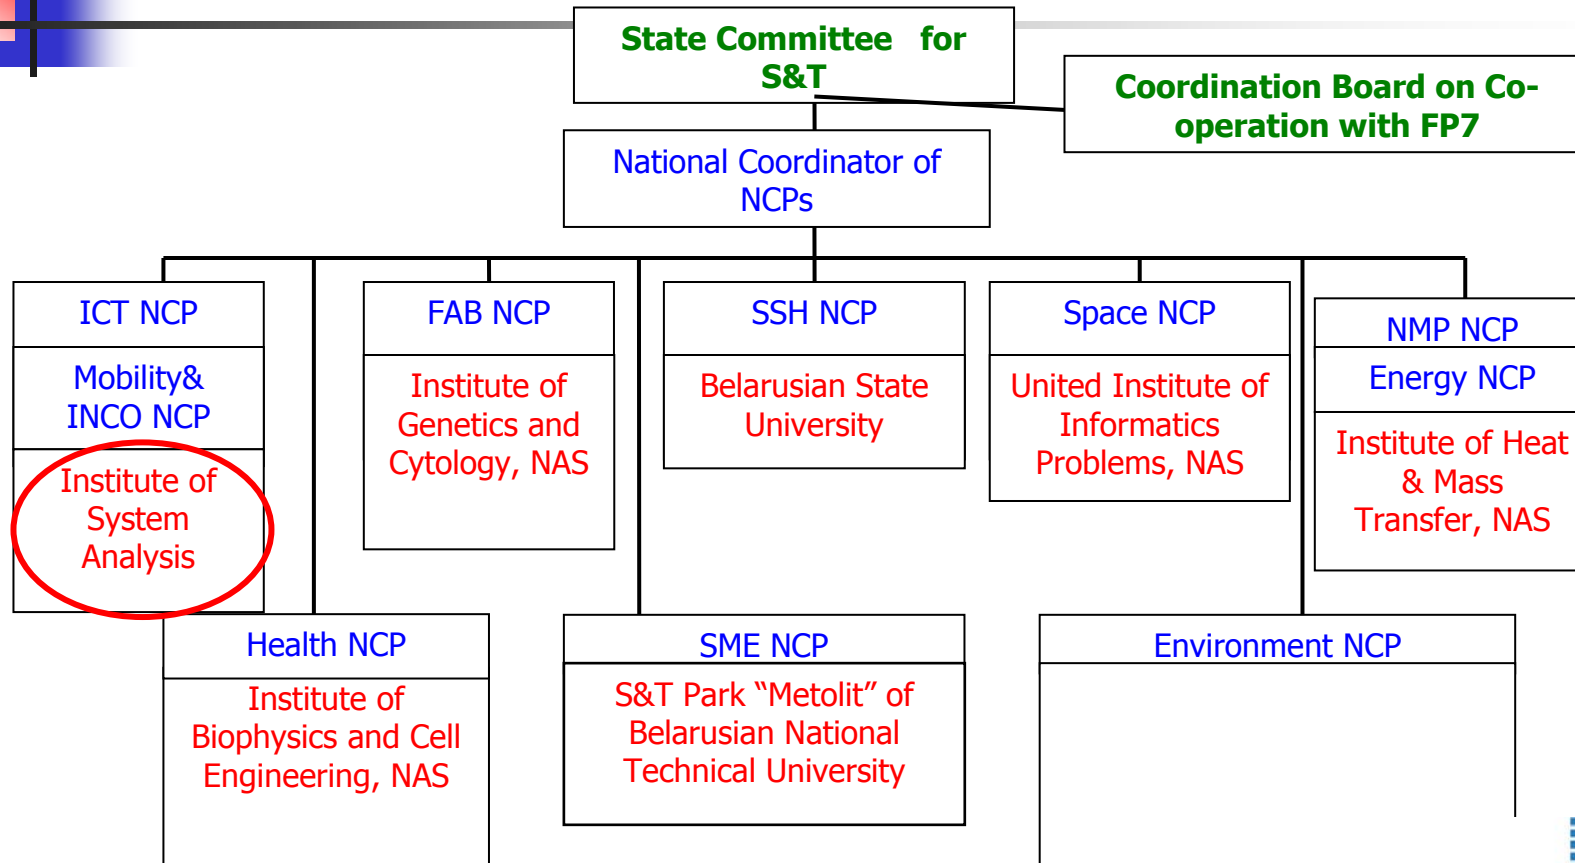 State Committee for
S&T
Coordination Board on Co-
operation with FP7
National Coordinator of
NCPs
ICT NCP
Mobility&
INCO NCP
Institute of
System
Analysis
FAB NCP
Institute of
Genetics and
Cytology, NAS
SSH NCP
Belarusian State
University
Space NCP
United Institute of
Informatics
Problems, NAS
NMP NCP
Energy NCP
Institute of Heat
& Mass
Transfer, NAS
Health NCP
Institute of
Biophysics and Cell
Engineering, NAS
SME NCP
S&T Park “Metolit” of
Belarusian National
Technical University
Environment NCP